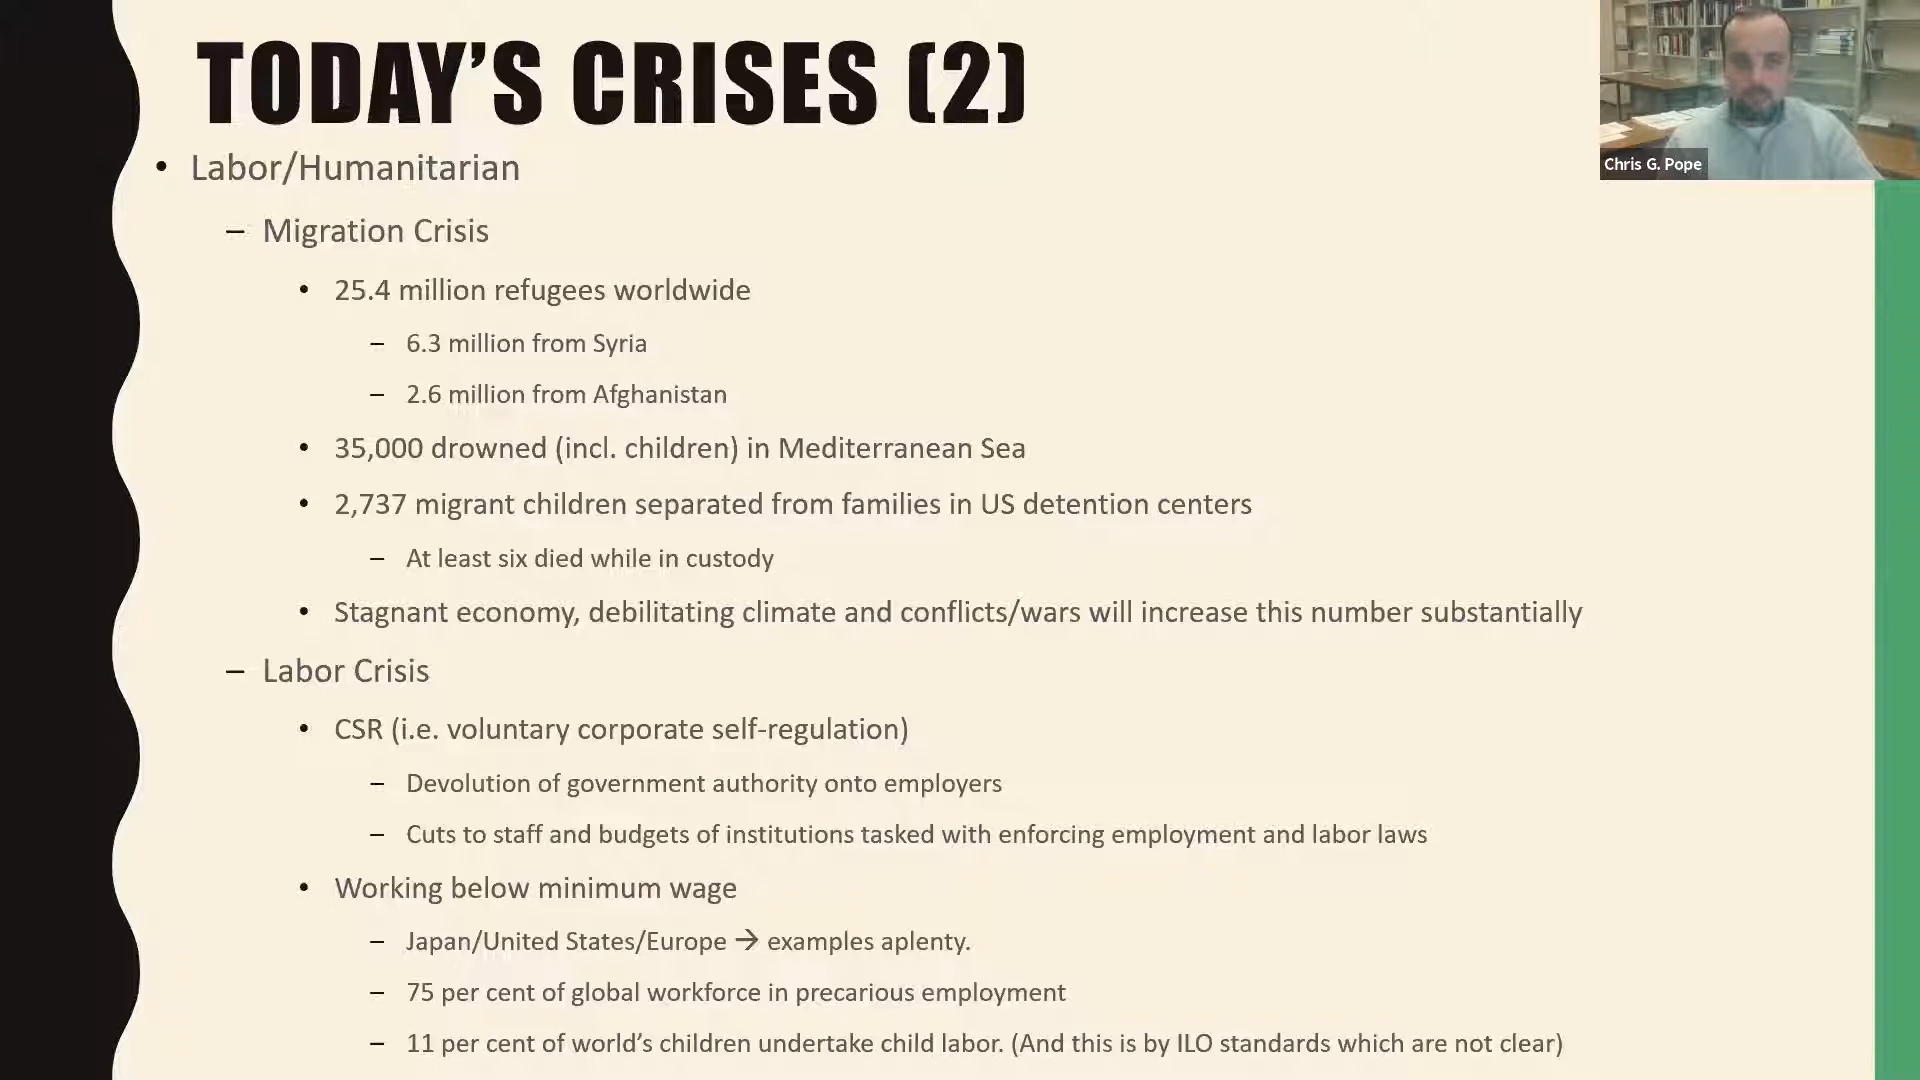 TODAY'S CRISES (2)
Chris G. Pope
• Labor/Humanitarian
– Migration Crisis
• 25.4 million refugees worldwide
– 6.3 million from Syria
– 2.6 million from Afghanistan
• 35,000 drowned (incl. children) in Mediterranean Sea
• 2,737 migrant children separated from families in US detention centers
– At least six died while in custody
• Stagnant economy, debilitating climate and conflicts/wars will increase this number substantially
– Labor Crisis
• CSR (i.e. voluntary corporate self-regulation)
– Devolution of government authority onto employers
– Cuts to staff and budgets of institutions tasked with enforcing employment and labor laws
• Working below minimum wage
– Japan/United States/Europe → examples aplenty.
– 75 per cent of global workforce in precarious employment
– 11 per cent of world's children undertake child labor. (And this is by ILO standards which are not clear)